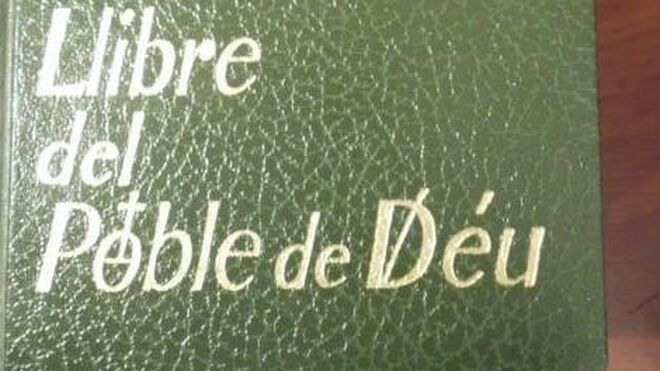 Llibre
del
Poble de Déu